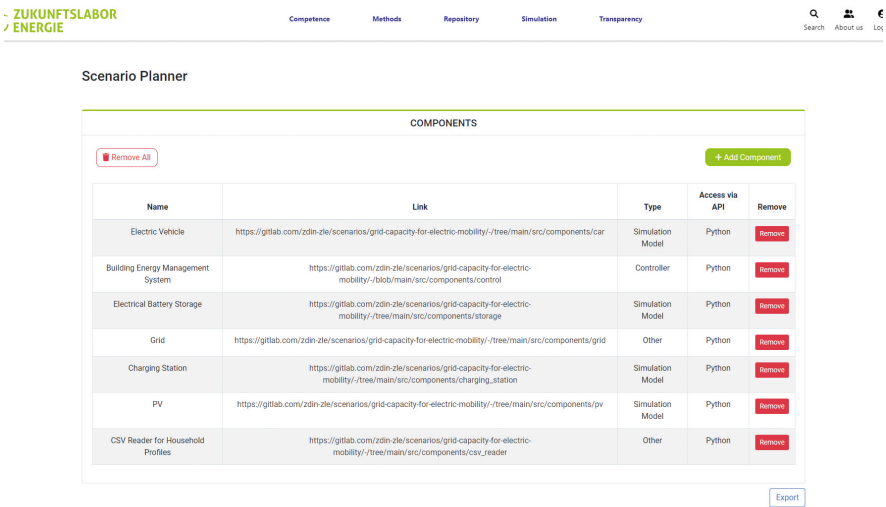 ZUKUNFTSLABOR
ENERGIE
Competence Methods Repository Simulation Transparency
Search About us
Scenario Planner
COMPONENTS
Remove All
+ Add Component
Name Link Type Access via API Remove
Electric Vehicle https://gitlab.com/zdin-zle/scenarios/grid-capacity-for-electric-mobility/-/tree/main/src/components/car Simulation Model Python Remove
Building Energy Management System https://gitlab.com/zdin-zle/scenarios/grid-capacity-for-electric-mobility/-/blob/main/src/components/control Controller Python Remove
Electrical Battery Storage https://gitlab.com/zdin-zle/scenarios/grid-capacity-for-electric-mobility/-/tree/main/src/components/storage Simulation Model Python Remove
Grid https://gitlab.com/zdin-zle/scenarios/grid-capacity-for-electric-mobility/-/tree/main/src/components/grid Other Python Remove
Charging Station https://gitlab.com/zdin-zle/scenarios/grid-capacity-for-electric-mobility/-/tree/main/src/components/charging_station Simulation Model Python Remove
PV https://gitlab.com/zdin-zle/scenarios/grid-capacity-for-electric-mobility/-/tree/main/src/components/pv Simulation Model Python Remove
CSV Reader for Household Profiles https://gitlab.com/zdin-zle/scenarios/grid-capacity-for-electric-mobility/-/tree/main/src/components/csv_reader Other Python Remove
Export